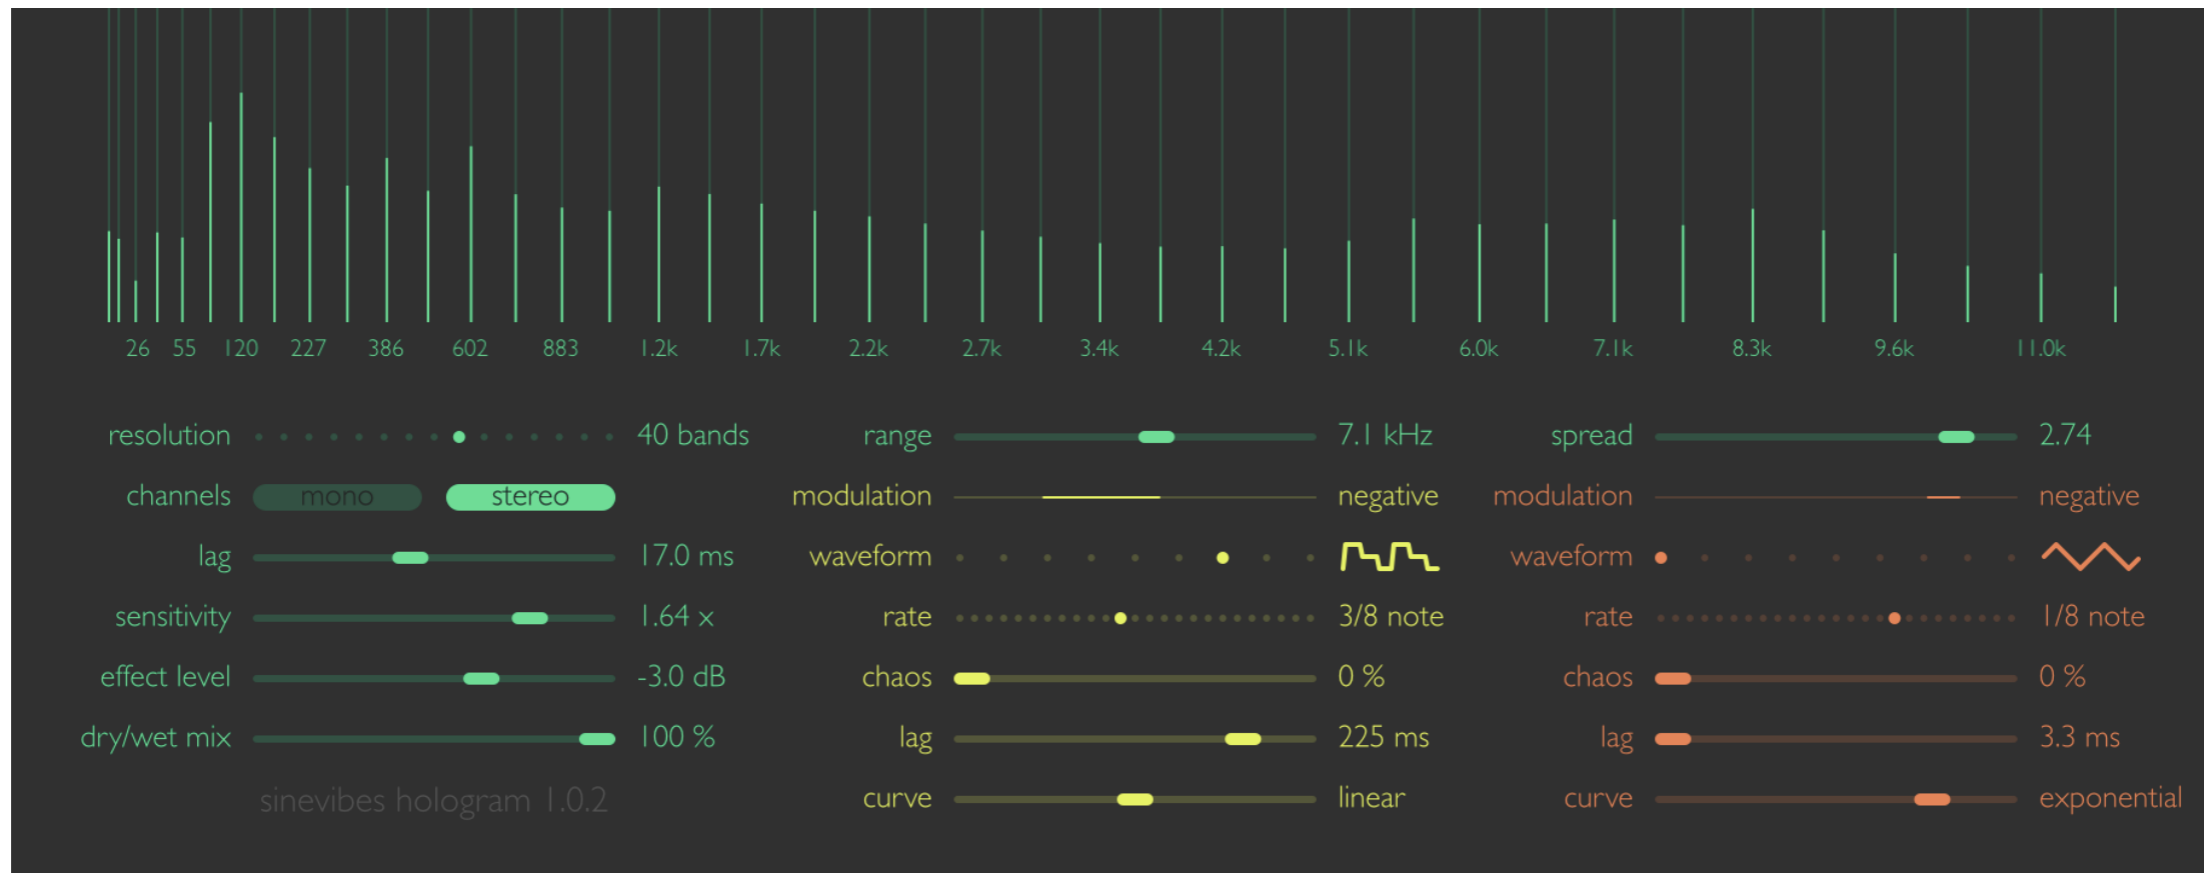 26 55 120 227 386 602 883 1.2k 1.7k 2.2k 2.7k 3.4k 4.2k 5.1k 6.0k 7.1k 8.3k 9.6k 11.0k
resolution 40 bands range 7.1 kHz spread 2.74
channels mono stereo modulation negative modulation negative
lag 17.0 ms waveform waveform
sensitivity 1.64 x rate 3/8 note rate 1/8 note
effect level -3.0 dB chaos 0 % chaos 0 %
dry/wet mix 100 % lag 225 ms lag 3.3 ms
sinevibes hologram 1.0.2 curve linear curve exponential